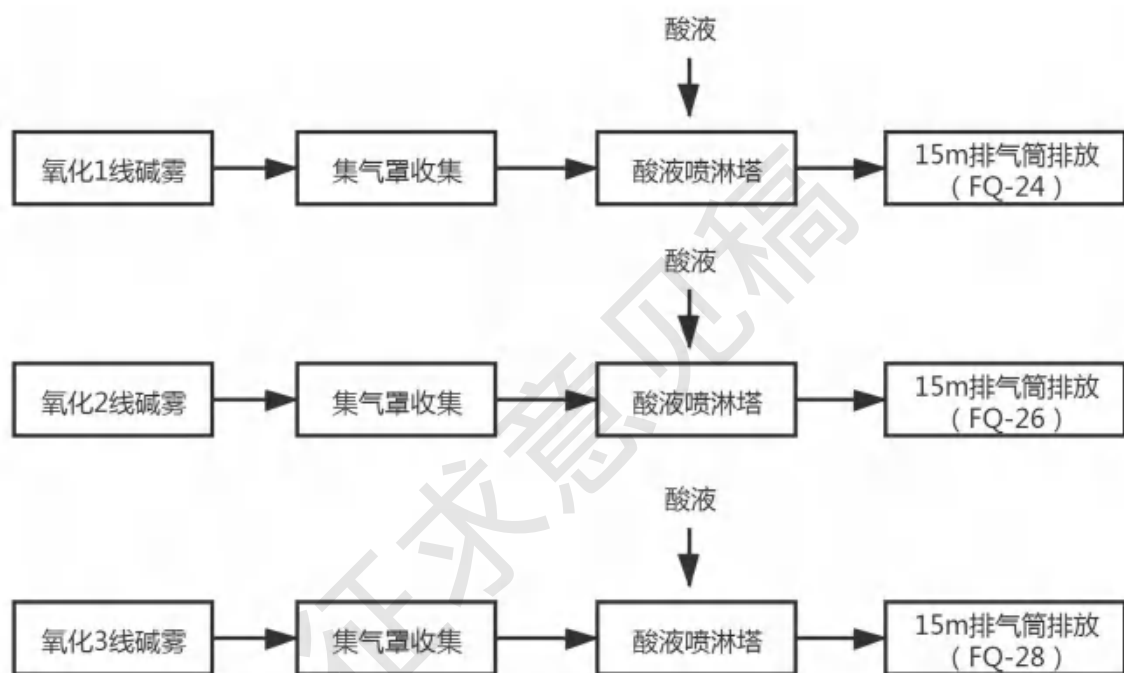 酸液
氧化1线碱雾
集气罩收集
酸液喷淋塔
15m排气筒排放
（FQ-24）
酸液
氧化2线碱雾
集气罩收集
酸液喷淋塔
15m排气筒排放
（FQ-26）
酸液
氧化3线碱雾
集气罩收集
酸液喷淋塔
15m排气筒排放
（FQ-28）
征求意见稿